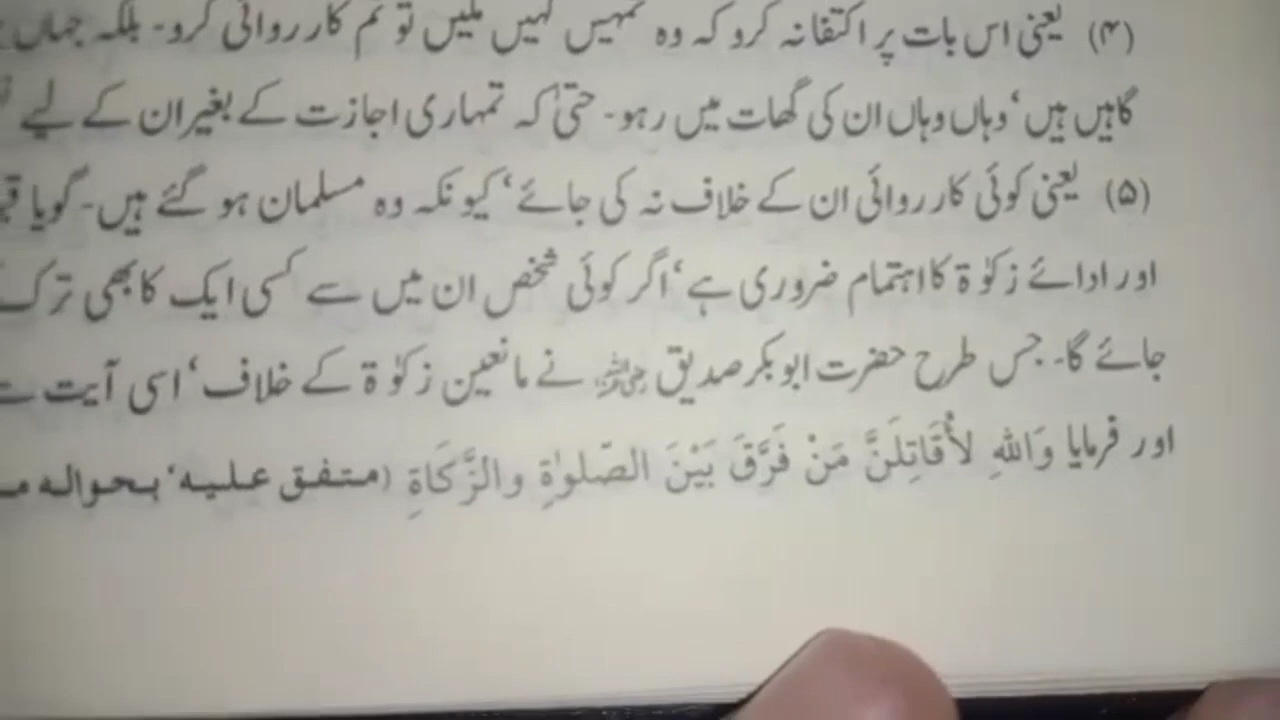 (۴) یعنی اس بات پر اکتفا نہ کرو کہ وہ تمہیں کہیں ملیں تو تم کارروائی کرو۔ بلکہ جہاں
گاہیں ہیں‘ وہاں وہاں ان کی گھات میں رہو۔ حتیٰ کہ تمہاری اجازت کے بغیر ان کے لیے
(۵) یعنی کوئی کارروائی ان کے خلاف نہ کی جائے‘ کیونکہ وہ مسلمان ہو گئے ہیں۔ گویا
اور ادائے زکوٰۃ کا اہتمام ضروری ہے‘ اگر کوئی شخص ان میں سے کسی ایک کا بھی ترک
جائے گا۔ جس طرح حضرت ابوبکر صدیق رضی اللہ عنہ نے مانعین زکوٰۃ کے خلاف‘ اسی آیت
اور فرمایا وَاللّٰهِ لَأُقَاتِلَنَّ مَنْ فَرَّقَ بَيْنَ الصَّلوٰةِ والزَّكَاةِ (متفق علیہ‘ بحوالہ